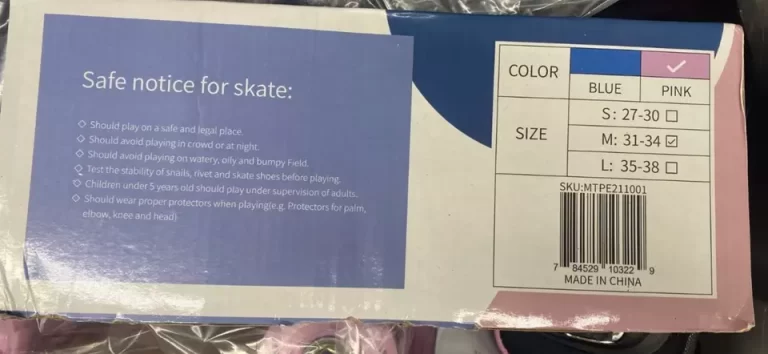 Safe notice for skate:
◇ Should play on a safe and legal place.
◇ Should avoid playing in crowd or at night.
◇ Should avoid playing on watery, oily and bumpy Field.
◇ Test the stability of snails, rivet and skate shoes before playing.
◇ Children under 5 years old should play under supervision of adults.
◇ Should wear proper protectors when playing(e.g. Protectors for palm,
elbow, knee and head)
COLOR
BLUE
PINK
SIZE
S: 27-30
M: 31-34
L: 35-38
SKU:MTPE211001
7 84529 10322 9
MADE IN CHINA